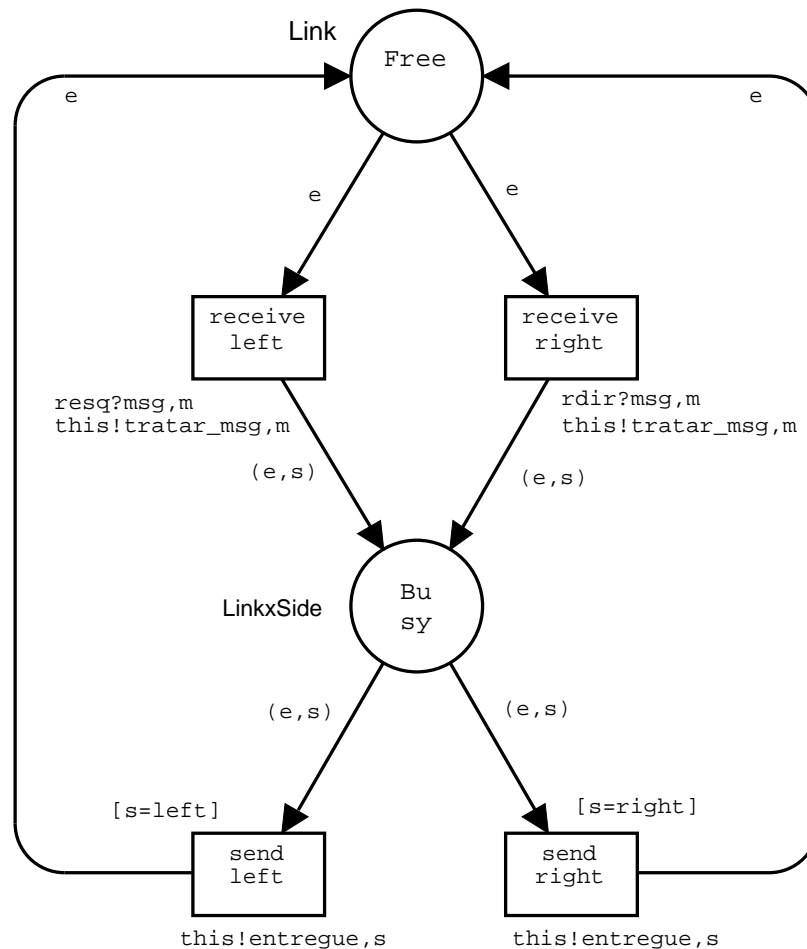 Link
Free
e
e
e
e
receive
left
receive
right
resq?msg,m
this!tratar_msg,m
rdir?msg,m
this!tratar_msg,m
(e,s)
(e,s)
LinkxSide
Bu
sy
(e,s)
(e,s)
[s=left]
[s=right]
send
left
send
right
this!entregue,s
this!entregue,s